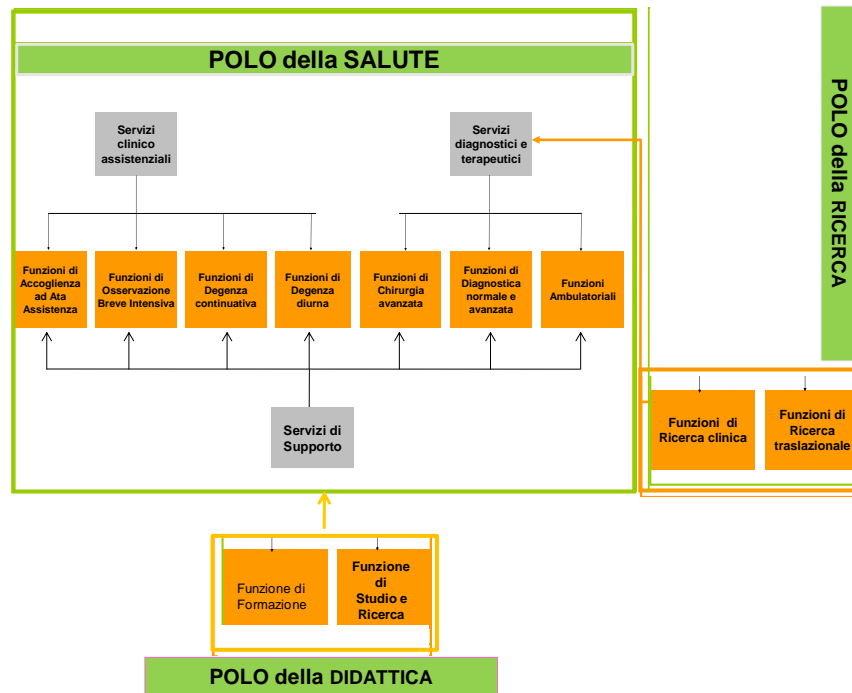 POLO della SALUTE
Servizi
clinico
assistenziali
Servizi
diagnostici e
terapeutici
Funzioni di
Accoglienza
ad Ata
Assistenza
Funzioni di
Osservazione
Breve Intensiva
Funzioni di
Degenza
continuativa
Funzioni di
Degenza
diurna
Funzioni di
Chirurgia
avanzata
Funzioni di
Diagnostica
normale e
avanzata
Funzioni
Ambulatoriali
Servizi di
Supporto
POLO della RICERCA
Funzioni di
Ricerca clinica
Funzioni di
Ricerca
traslazionale
Funzione di
Formazione
Funzione
di
Studio e
Ricerca
POLO della DIDATTICA